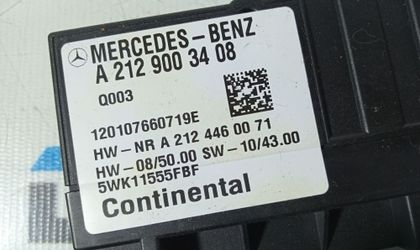 MERCEDES-BENZ
A 212 900 34 08
Q003
120107660719E
HW-NR A 212 446 00 71
HW-08/50.00 SW-10/43.00
5WK11555FBF
Continental